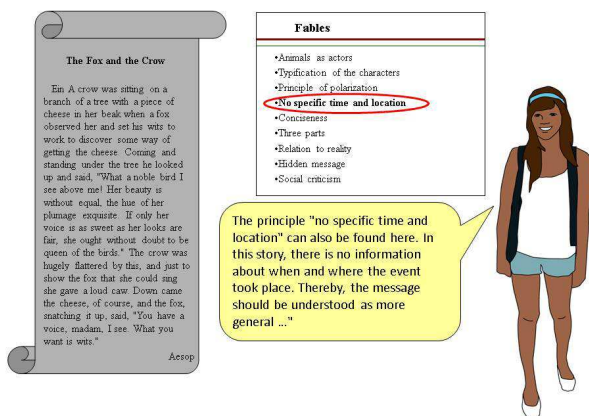 The Fox and the Crow
Ein A crow was sitting on a
branch of a tree with a piece of
cheese in her beak when a fox
observed her and set his wits to
work to discover some way of
getting the cheese Coming and
standing under the tree he looked
up and said, "What a noble bird I
see above me! Her beauty is
without equal, the hue of her
plumage exquisite If only her
voice is as sweet as her looks are
fair, she ought without doubt to be
queen of the birds." The crow was
hugely flattered by this, and just to
show the fox that she could sing
she gave a loud caw. Down came
the cheese, of course, and the fox,
snatching it up, said, "You have a
voice, madam, I see. What you
want is wits."
Aesop
Fables
•Animals as actors
•Typification of the characters
•Principle of polarization
•No specific time and location
•Conciseness
•Three parts
•Relation to reality
•Hidden message
•Social criticism
The principle "no specific time and
location" can also be found here. In
this story, there is no information
about when and where the event
took place. Thereby, the message
should be understood as more
general ..."